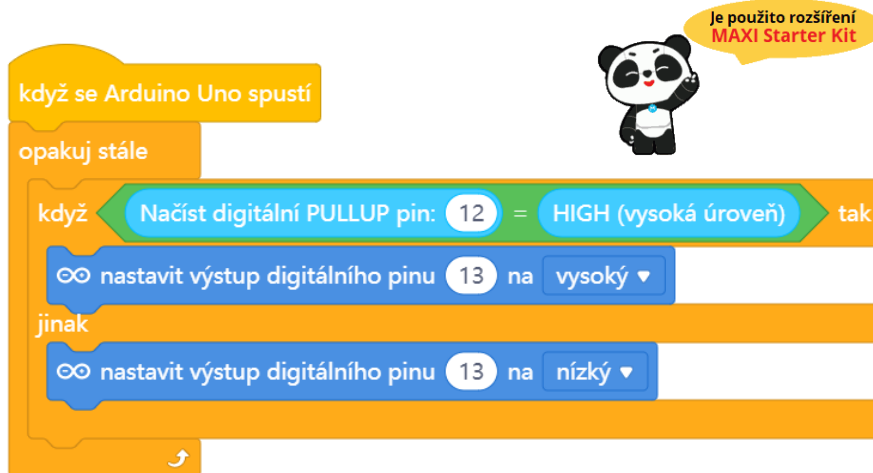 Je použito rozšíření
MAXI Starter Kit
když se Arduino Uno spustí
opakuj stále
když Načíst digitální PULLUP pin: 12 = HIGH (vysoká úroveň) tak
nastavit výstup digitálního pinu 13 na vysoký
jinak
nastavit výstup digitálního pinu 13 na nízký